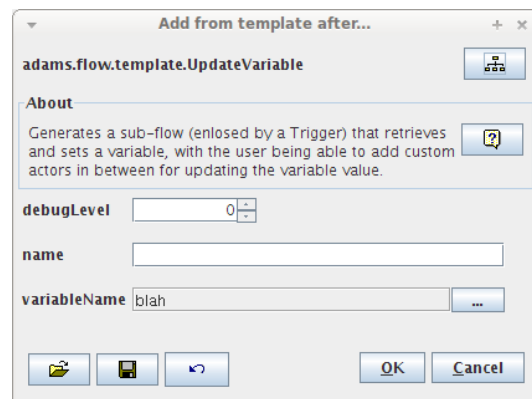 Add from template after...
adams.flow.template.UpdateVariable
About
Generates a sub-flow (enlosed by a Trigger) that retrieves
and sets a variable, with the user being able to add custom
actors in between for updating the variable value.
debugLevel 0
name
variableName blah ...
OK Cancel